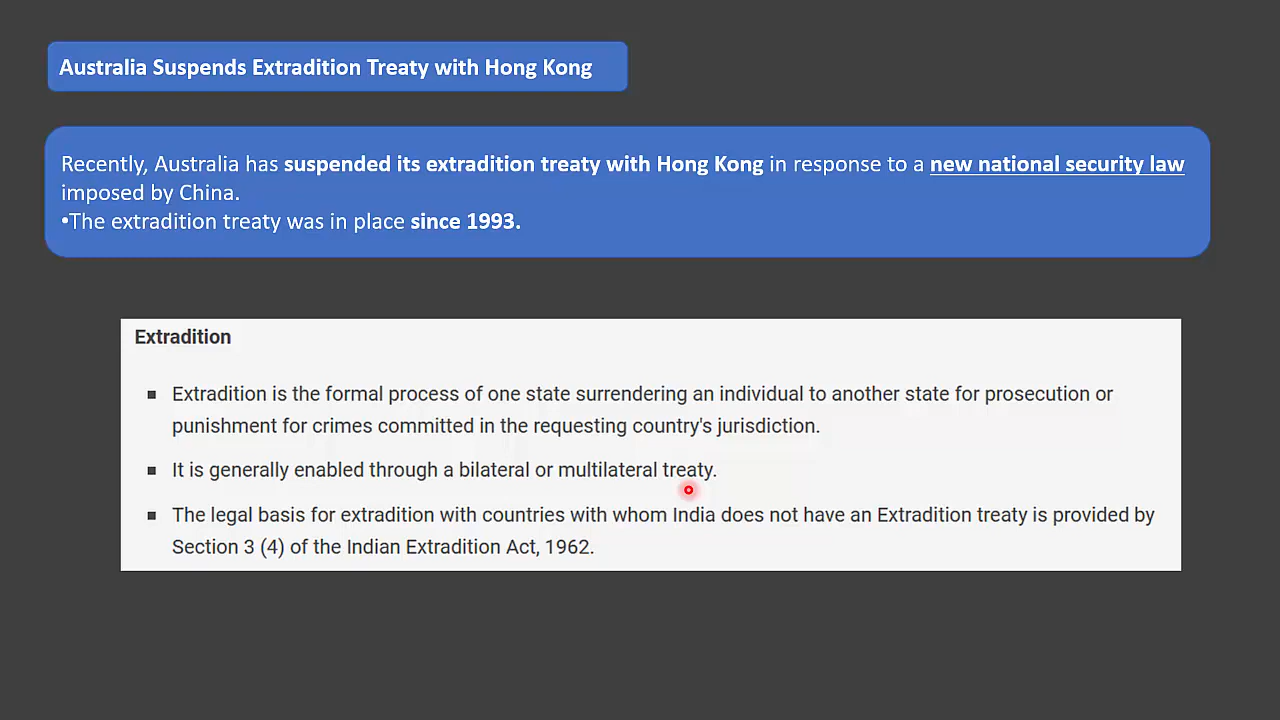 Australia Suspends Extradition Treaty with Hong Kong
Recently, Australia has suspended its extradition treaty with Hong Kong in response to a new national security law
imposed by China.
•The extradition treaty was in place since 1993.
Extradition
▪ Extradition is the formal process of one state surrendering an individual to another state for prosecution or
punishment for crimes committed in the requesting country's jurisdiction.
▪ It is generally enabled through a bilateral or multilateral treaty.
▪ The legal basis for extradition with countries with whom India does not have an Extradition treaty is provided by
Section 3 (4) of the Indian Extradition Act, 1962.